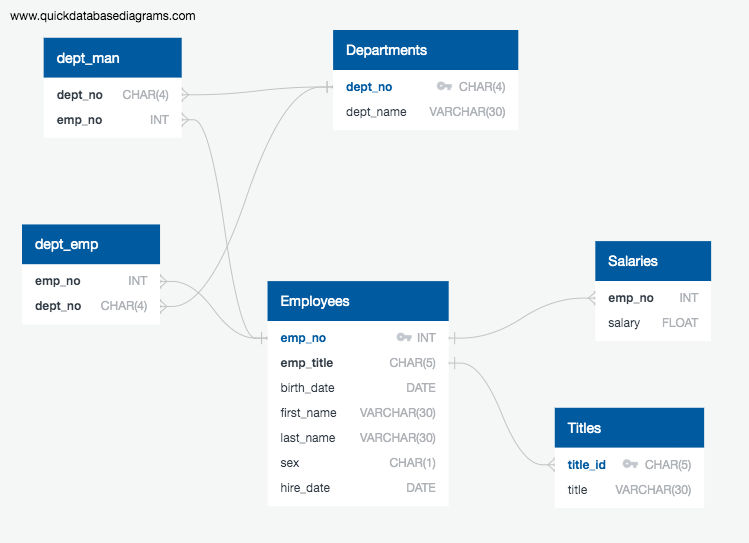 www.quickdatabasediagrams.com
dept_man
dept_no CHAR(4)
emp_no INT
Departments
dept_no CHAR(4)
dept_name VARCHAR(30)
dept_emp
emp_no INT
dept_no CHAR(4)
Employees
emp_no INT
emp_title CHAR(5)
birth_date DATE
first_name VARCHAR(30)
last_name VARCHAR(30)
sex CHAR(1)
hire_date DATE
Salaries
emp_no INT
salary FLOAT
Titles
title_id CHAR(5)
title VARCHAR(30)